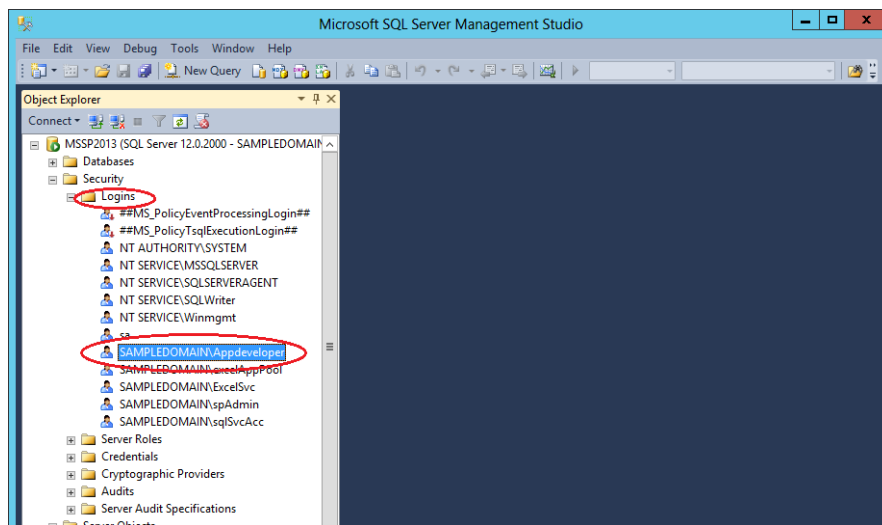 Microsoft SQL Server Management Studio
File Edit View Debug Tools Window Help
New Query
Object Explorer
Connect
MSSP2013 (SQL Server 12.0.2000 - SAMPLEDOMAIN
Databases
Security
Logins
##MS_PolicyEventProcessingLogin##
##MS_PolicyTsqlExecutionLogin##
NT AUTHORITY\SYSTEM
NT SERVICE\MSSQLSERVER
NT SERVICE\SQLSERVERAGENT
NT SERVICE\SQLWriter
NT SERVICE\Winmgmt
sa
SAMPLEDOMAIN\Appdeveloper
SAMPLEDOMAIN\excelAppPool
SAMPLEDOMAIN\ExcelSvc
SAMPLEDOMAIN\spAdmin
SAMPLEDOMAIN\sqlSvcAcc
Server Roles
Credentials
Cryptographic Providers
Audits
Server Audit Specifications
Server Objects